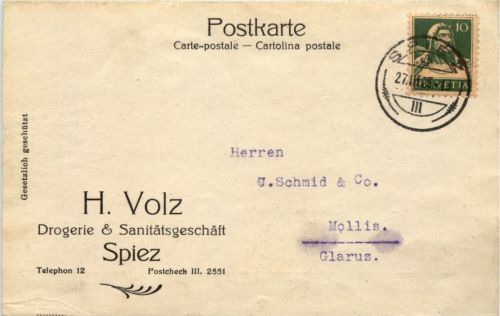 Postkarte
Carte-postale — Cartolina postale
10
HELVETIA
27.
III
Gesetzlich geschützt
Herren
C.Schmid & Co.
Mollis.
Glarus.
H. Volz
Drogerie & Sanitätsgeschäft
Spiez
Telephon 12 Postcheck III. 2551